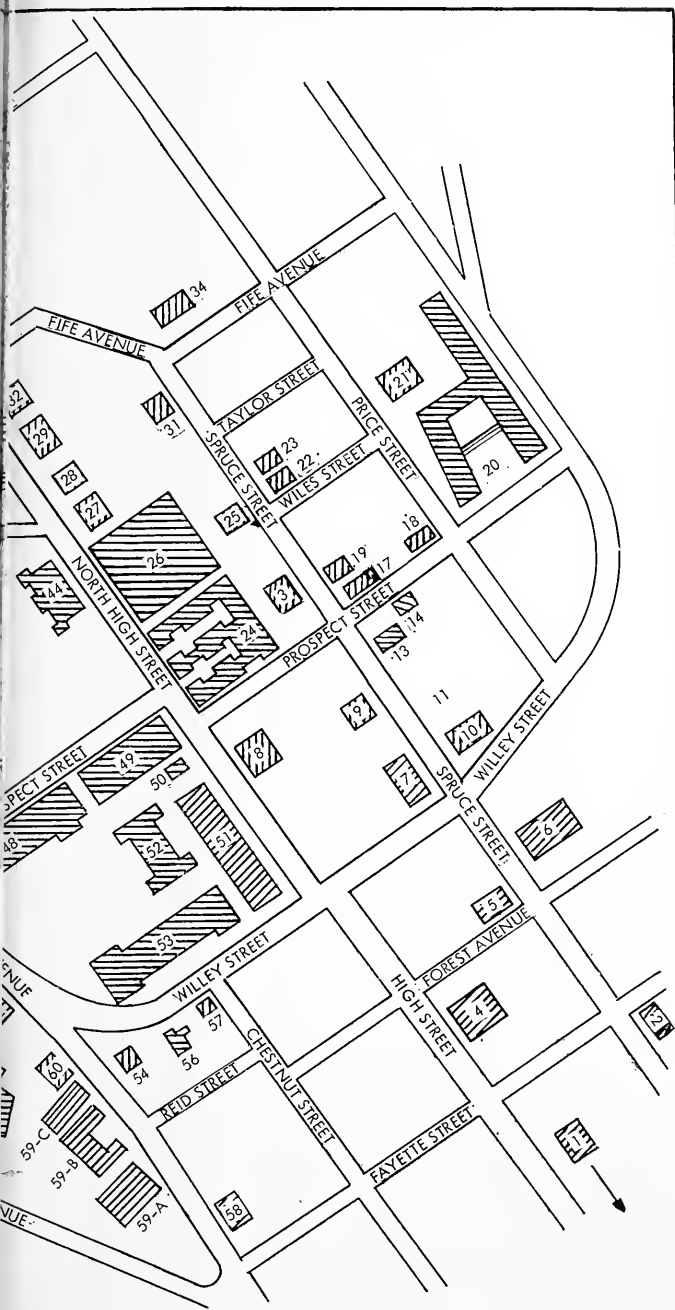 34
FIFE AVENUE
FIFE AVENUE
32
29
31
TAYLOR STREET
21
28
23
PRICE STREET
27
SPRUCE STREET
22
WILES STREET
20
25
18
26
19
17
44
NORTH HIGH STREET
3
14
24
PROSPECT STREET
13
11
9
10
WILLEY STREET
8
49
SPECT STREET
50
7
SPRUCE STREET
48
51
6
52
5
53
FOREST AVENUE
WILLEY STREET
ENUE
HIGH STREET
57
4
2
56
CHESTNUT STREET
54
60
REID STREET
1
59-C
FAYETTE STREET
59-B
59-A
58
NUE